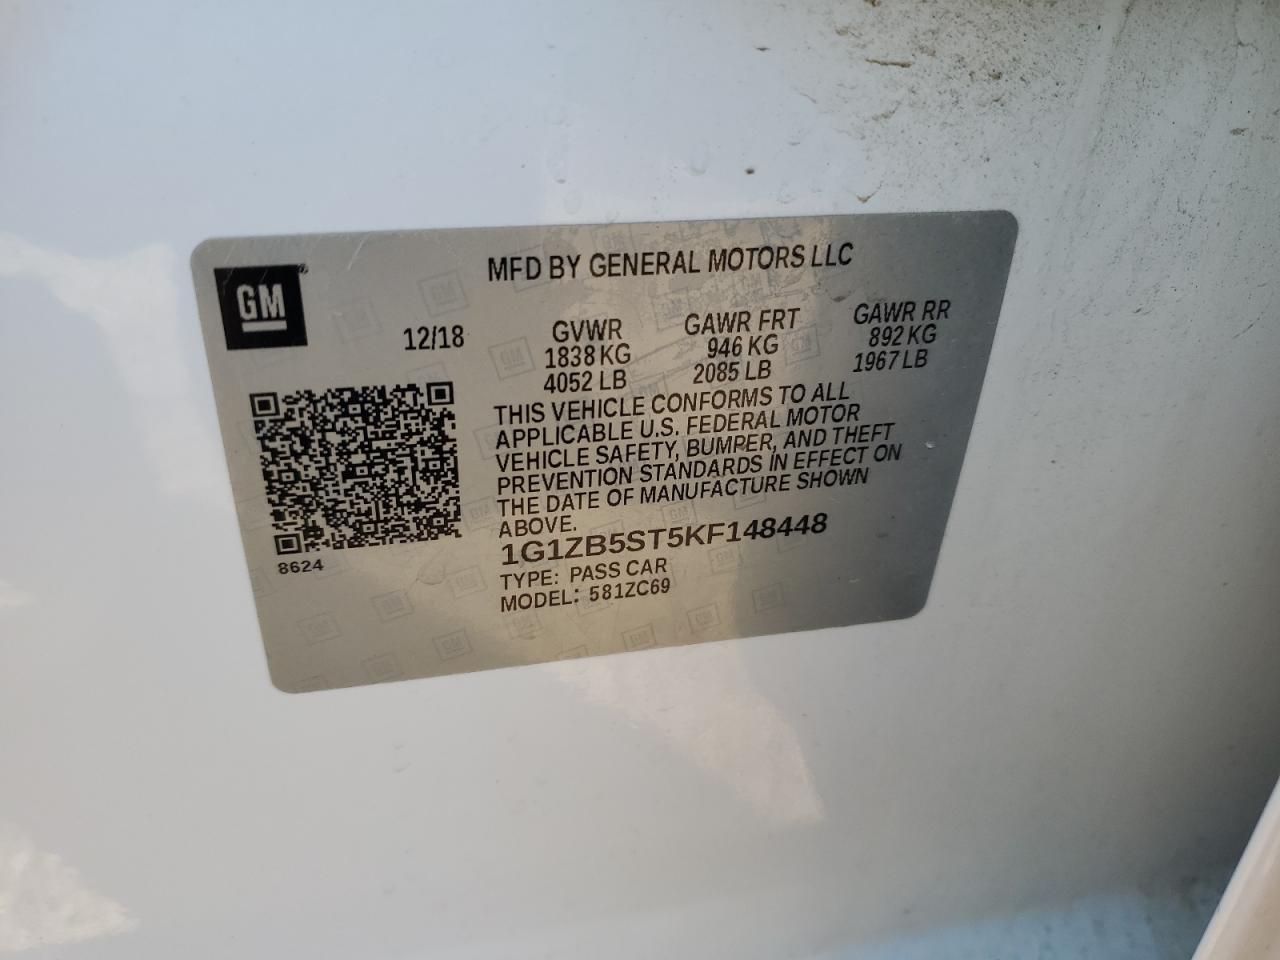 GM
MFD BY GENERAL MOTORS LLC
12/18
GVWR
1838 KG
4052 LB
GAWR FRT
946 KG
2085 LB
GAWR RR
892 KG
1967 LB
THIS VEHICLE CONFORMS TO ALL
APPLICABLE U.S. FEDERAL MOTOR
VEHICLE SAFETY, BUMPER, AND THEFT
PREVENTION STANDARDS IN EFFECT ON
THE DATE OF MANUFACTURE SHOWN
ABOVE.
1G1ZB5ST5KF148448
TYPE: PASS CAR
MODEL: 581ZC69
8624